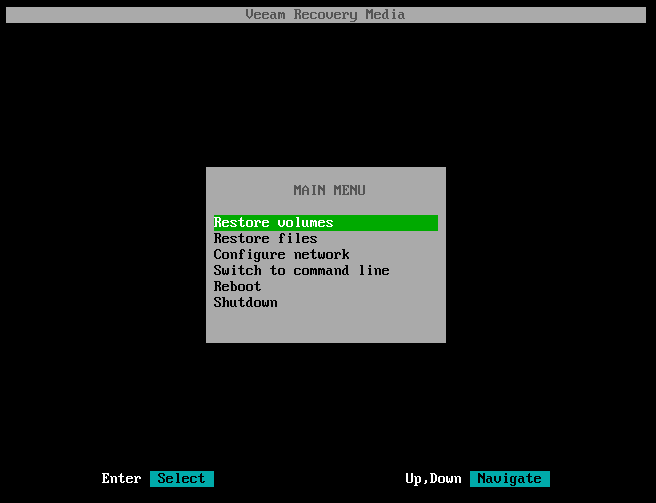 Veeam Recovery Media
MAIN MENU
Restore volumes
Restore files
Configure network
Switch to command line
Reboot
Shutdown
Enter Select Up,Down Navigate